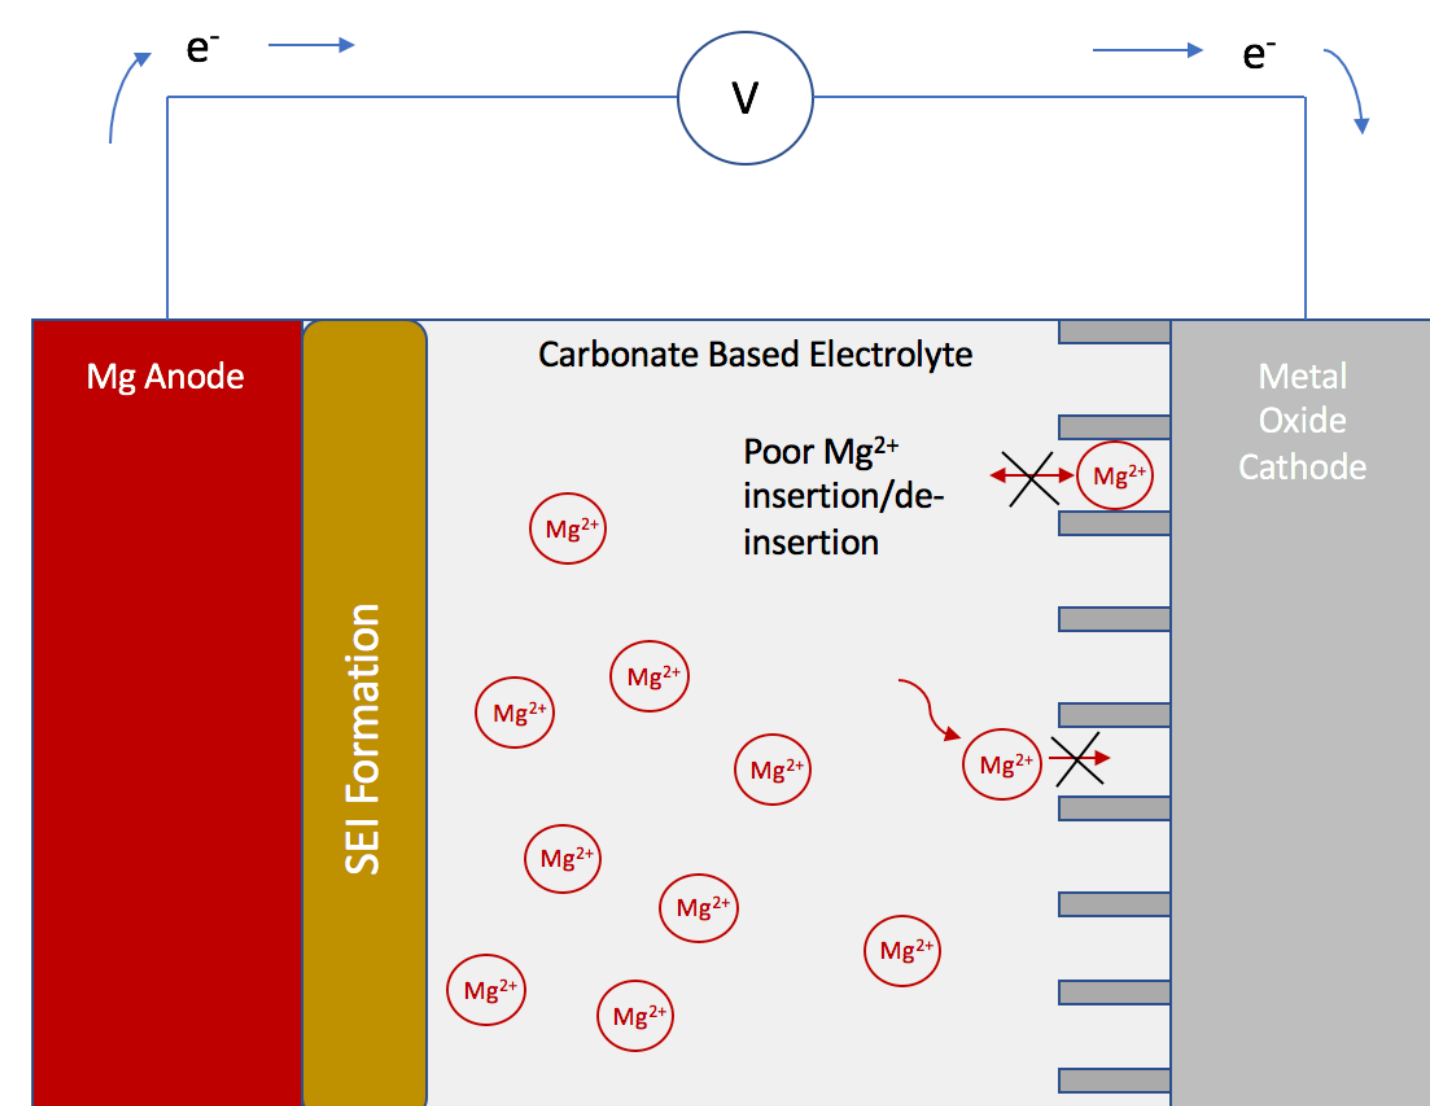 e⁻
e⁻
V
Mg Anode
SEI Formation
Carbonate Based Electrolyte
Poor Mg²⁺
insertion/de-
insertion
Metal
Oxide
Cathode
Mg²⁺
Mg²⁺
Mg²⁺
Mg²⁺
Mg²⁺
Mg²⁺
Mg²⁺
Mg²⁺
Mg²⁺
Mg²⁺
Mg²⁺